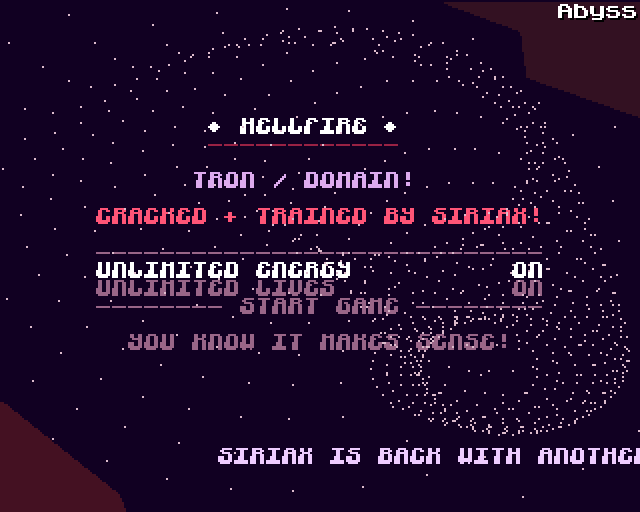 Abyss
HELLFIRE
TRON / DOMAIN!
CRACKED + TRAINED BY SIRIAX!
UNLIMITED ENERGY ON
UNLIMITED LIVES ON
START GAME
YOU KNOW IT MAKES SENSE!
SIRIAX IS BACK WITH ANOTHE